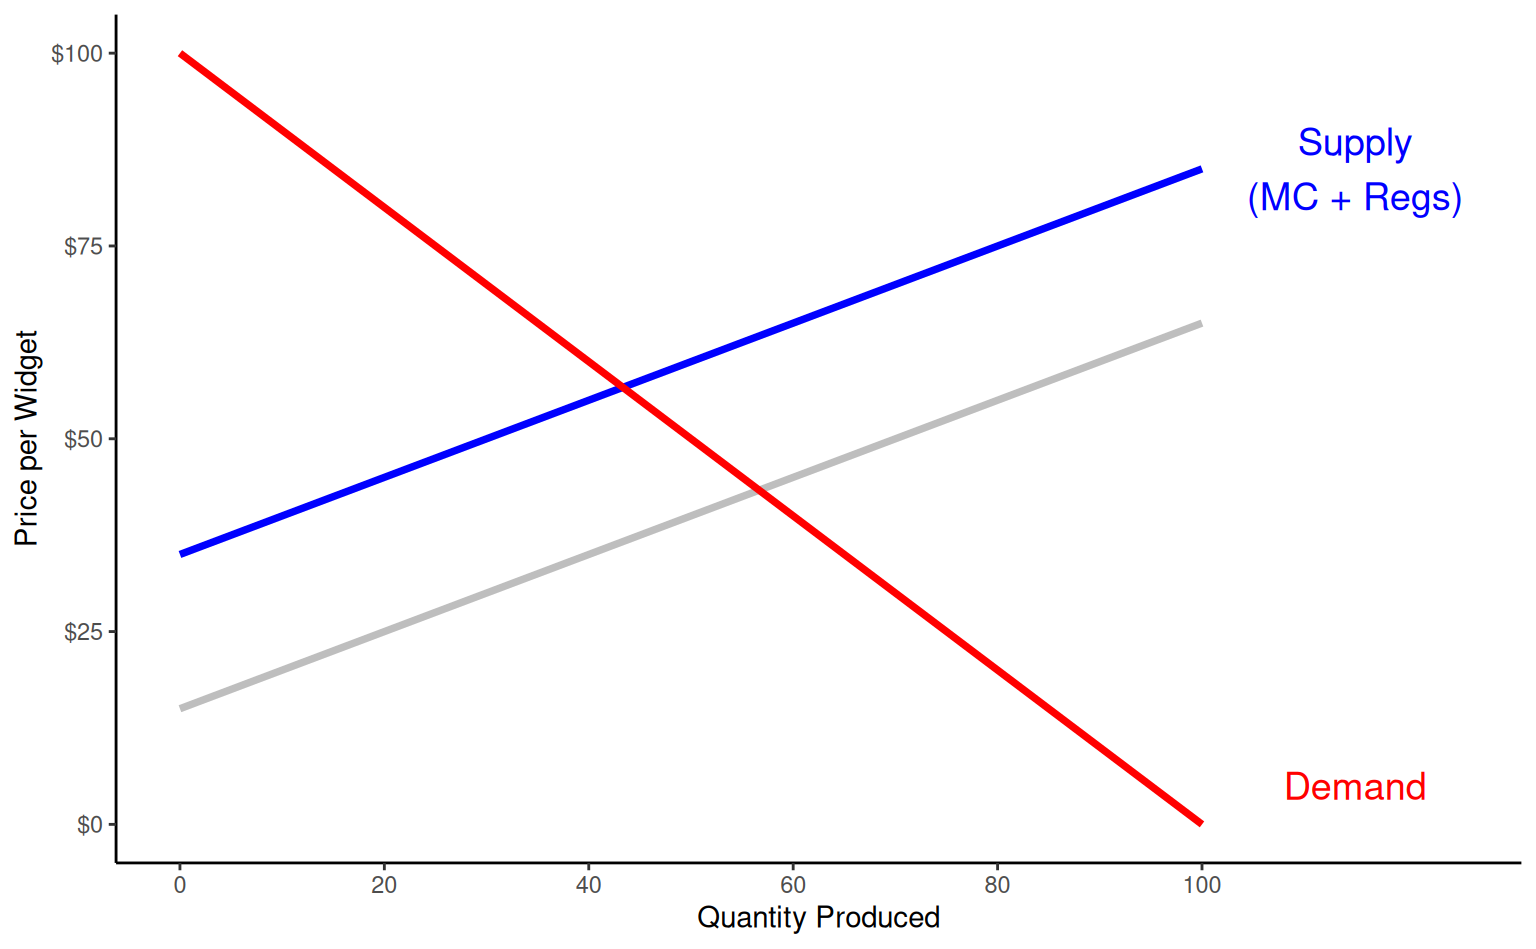 $100
$75
$50
$25
$0
Price per Widget
Supply
(MC + Regs)
Demand
0 20 40 60 80 100
Quantity Produced